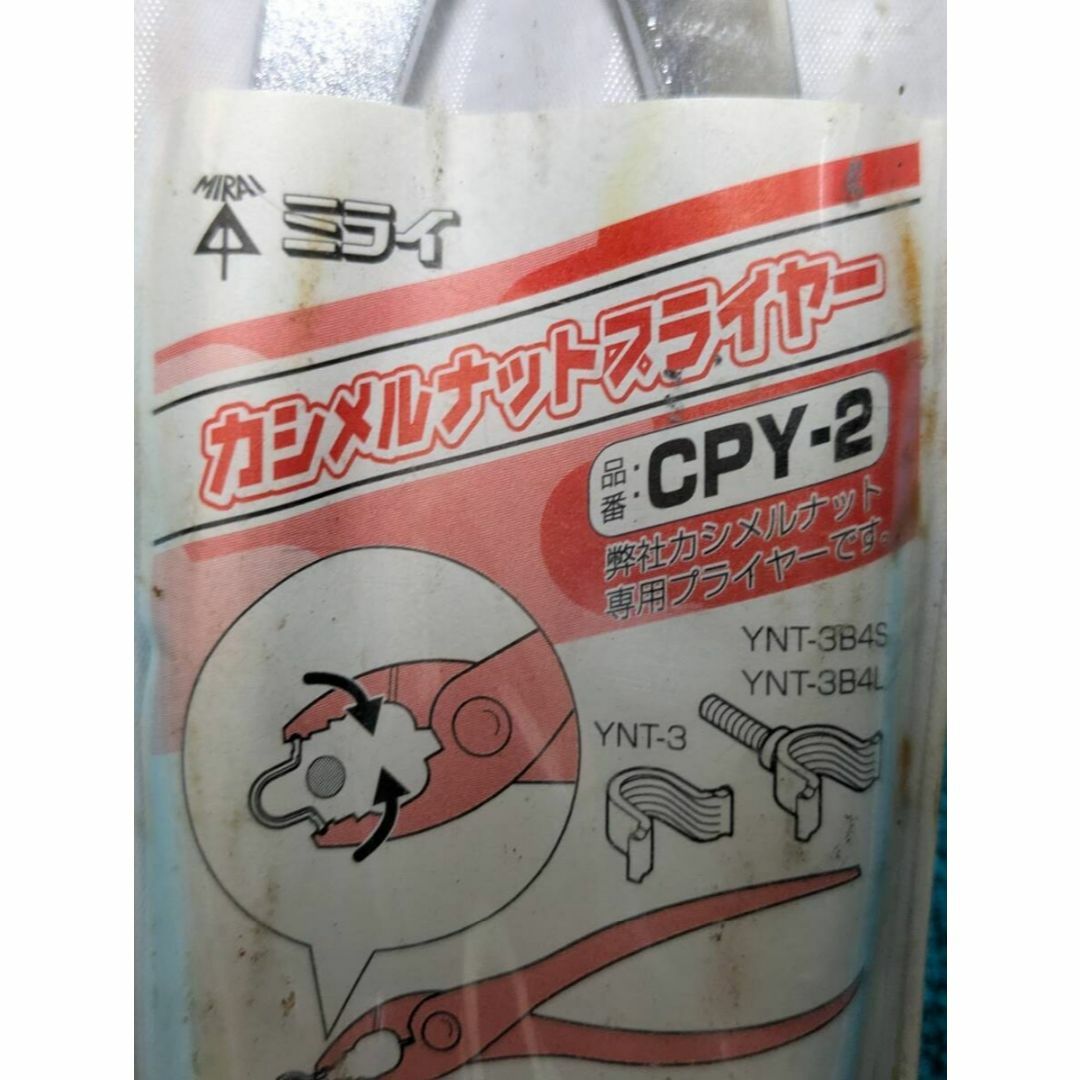 MIRAI
ミライ
カシメルナットプライヤー
品番: CPY-2
弊社カシメルナット
専用プライヤーです。
YNT-3B4S
YNT-3B4L
YNT-3